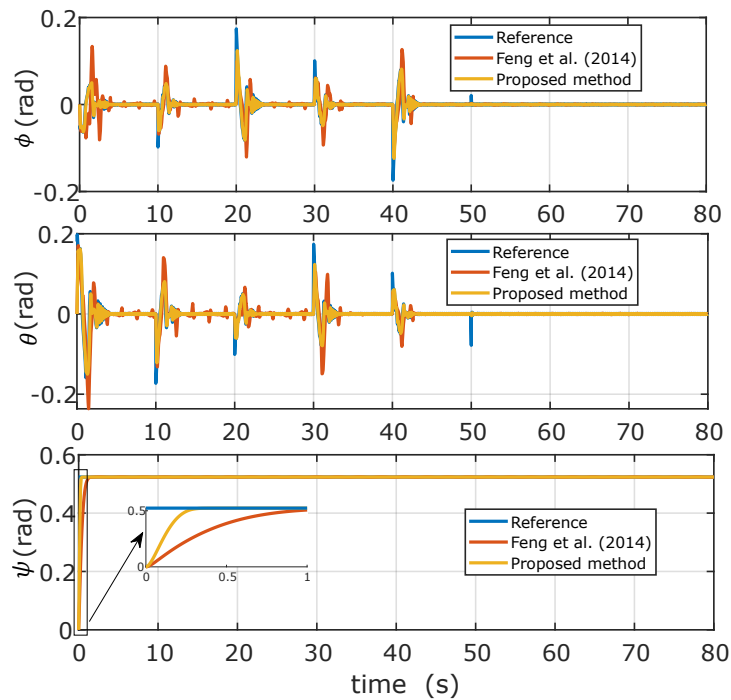 0.2
0
-0.2
ϕ (rad)
Reference
Feng et al. (2014)
Proposed method
0 10 20 30 40 50 60 70 80
0.2
0
-0.2
θ (rad)
Reference
Feng et al. (2014)
Proposed method
0 10 20 30 40 50 60 70 80
0.6
0.4
0.2
0
ψ (rad)
0.5
0
0 0.5 1
Reference
Feng et al. (2014)
Proposed method
0 10 20 30 40 50 60 70 80
time (s)